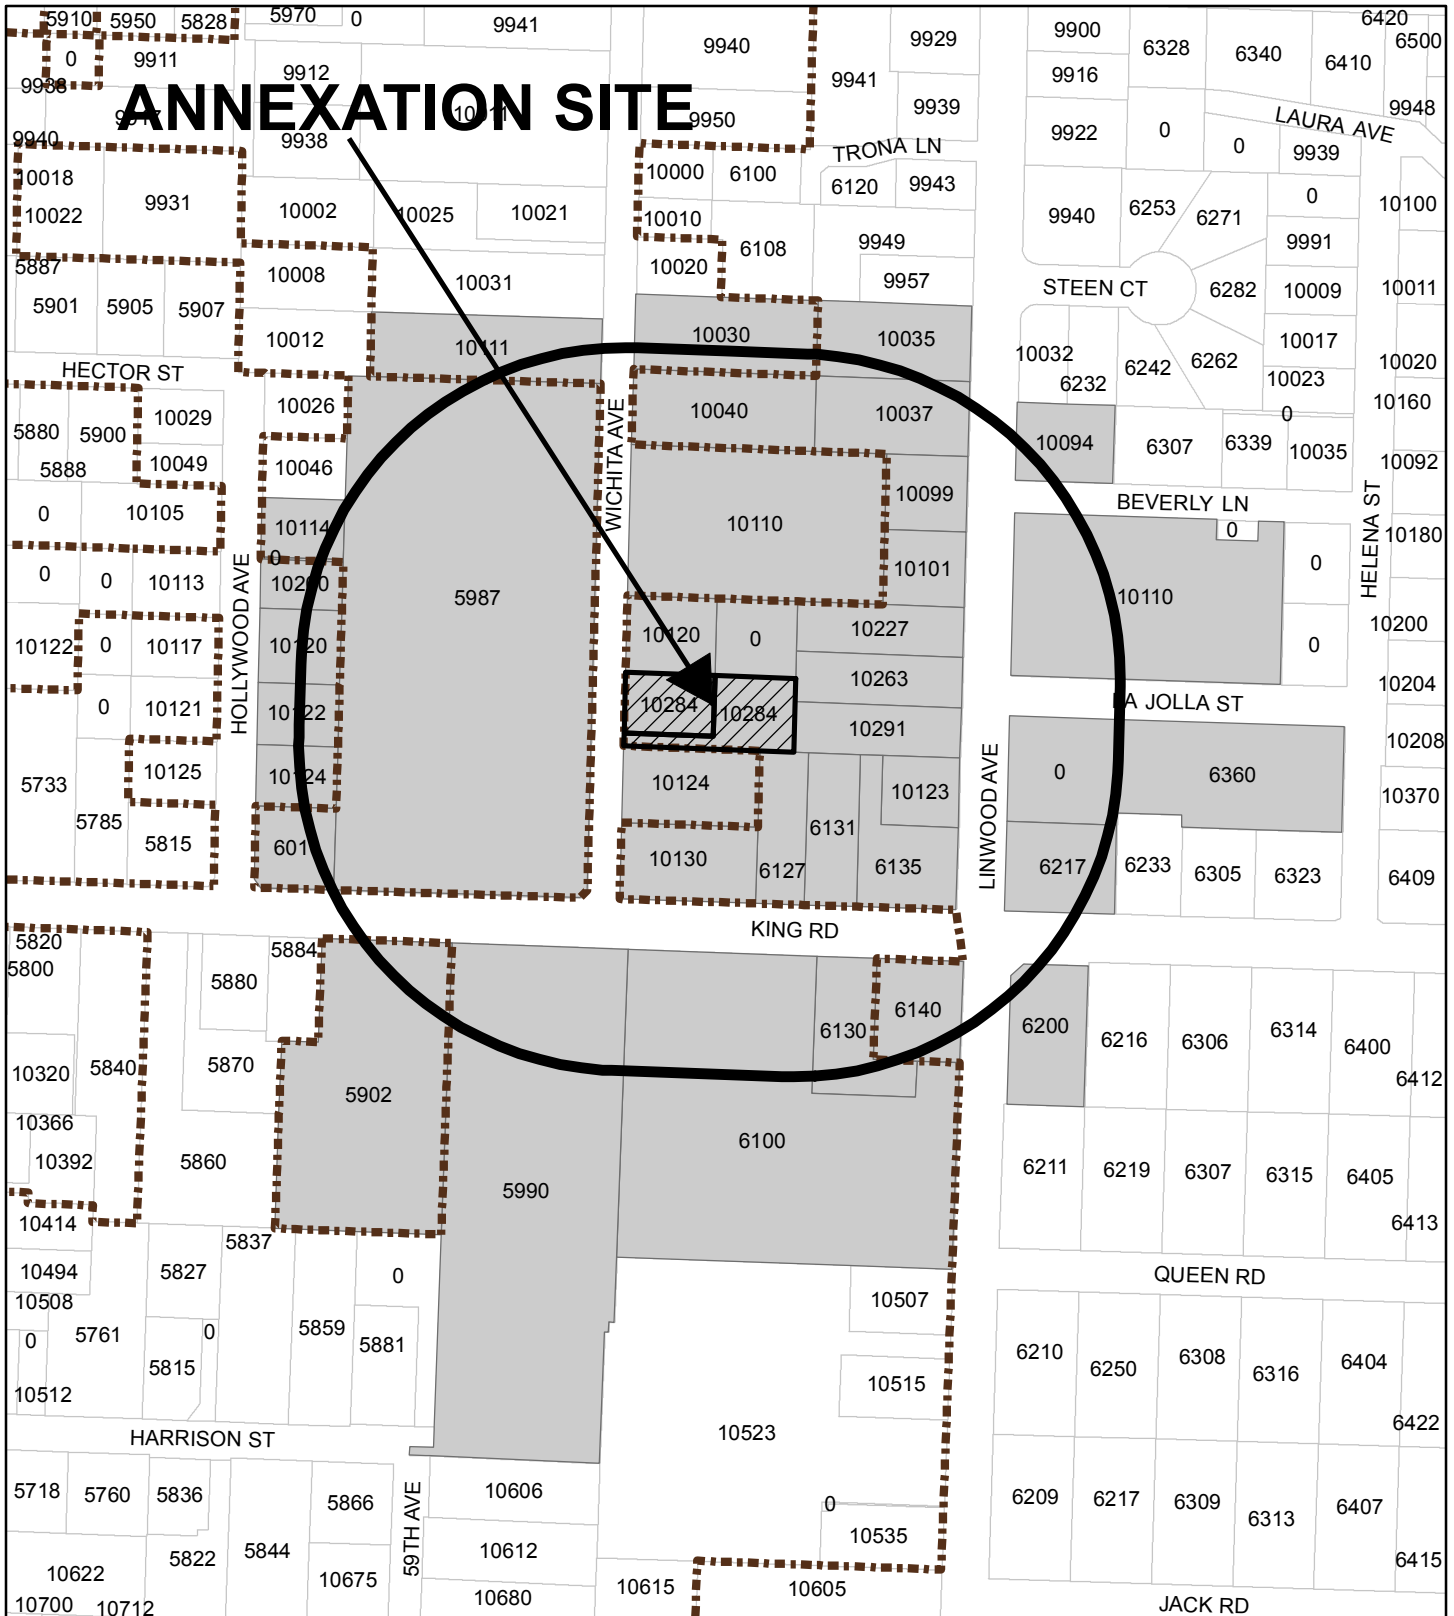 5910 5950 5828 5970 0 9941 9940 9929 9900 6328 6340 6410 6420 6500
0 9911 9912 9941 9916
9938 9939 9948
ANNEXATION SITE
9950 9922 0 LAURA AVE
9940 9938 TRONA LN 0 9939
10018 10000 6100 6120 9943 0
10022 9931 10002 10025 10021 10010 9940 6253 6271 10100
6108 9949 9991
5887 10008 10031 10020 9957 STEEN CT 6282 10009 10011
5901 5905 5907
10012 10111 10030 10035 10032 6242 6262 10017 10020
HECTOR ST 6232 10023
10026 10040 10037 0 10160
5880 5900 10029 10094 6307 6339 10035
5888 10049 10046 WICHITA AVE 10092
10099 BEVERLY LN
0 10105 10114 10110 0 10180
0 HELENA ST
0 0 10113 10200 5987 10101 10110 0
HOLLYWOOD AVE
10122 0 10117 10120 10120 0 10227 0 10200
10263 10204
0 10121 10122 10284 10284 10291 LA JOLLA ST
10208
5733 10125 10124 10124 10123 LINWOOD AVE 0 6360 10370
5785 5815 601 10130 6127 6131 6135 6217 6233 6305 6323 6409
KING RD
5820 5884
5800 5880
6140 6200 6216 6306 6314 6400
6130
10320 5840 5870 5902 6412
10366 6100
10392 5860 5990 6211 6219 6307 6315 6405
10414 5837 6413
10494 5827 0 QUEEN RD
10508 10507
0 5761 0 5859 5881 6210 6250 6308 6316 6404
5815 10515
10512 6422
HARRISON ST 10523
5718 5760 5836 5866 10606 0 6209 6217 6309 6313 6407
59TH AVE
5822 5844 10612 10535 6415
10622 10675 10615 10605
10700 10712 10680 JACK RD